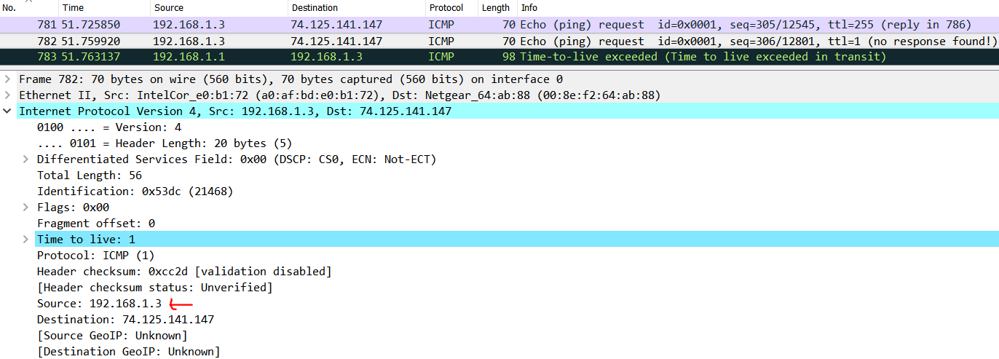 No. Time Source Destination Protocol Length Info
781 51.725850 192.168.1.3 74.125.141.147 ICMP 70 Echo (ping) request id=0x0001, seq=305/12545, ttl=255 (reply in 786)
782 51.759920 192.168.1.3 74.125.141.147 ICMP 70 Echo (ping) request id=0x0001, seq=306/12801, ttl=1 (no response found!)
783 51.763137 192.168.1.1 192.168.1.3 ICMP 98 Time-to-live exceeded (Time to live exceeded in transit)
Frame 782: 70 bytes on wire (560 bits), 70 bytes captured (560 bits) on interface 0
Ethernet II, Src: IntelCor_e0:b1:72 (a0:af:bd:e0:b1:72), Dst: Netgear_64:ab:88 (00:8e:f2:64:ab:88)
Internet Protocol Version 4, Src: 192.168.1.3, Dst: 74.125.141.147
0100 .... = Version: 4
.... 0101 = Header Length: 20 bytes (5)
Differentiated Services Field: 0x00 (DSCP: CS0, ECN: Not-ECT)
Total Length: 56
Identification: 0x53dc (21468)
Flags: 0x00
Fragment offset: 0
Time to live: 1
Protocol: ICMP (1)
Header checksum: 0xcc2d [validation disabled]
[Header checksum status: Unverified]
Source: 192.168.1.3
Destination: 74.125.141.147
[Source GeoIP: Unknown]
[Destination GeoIP: Unknown]